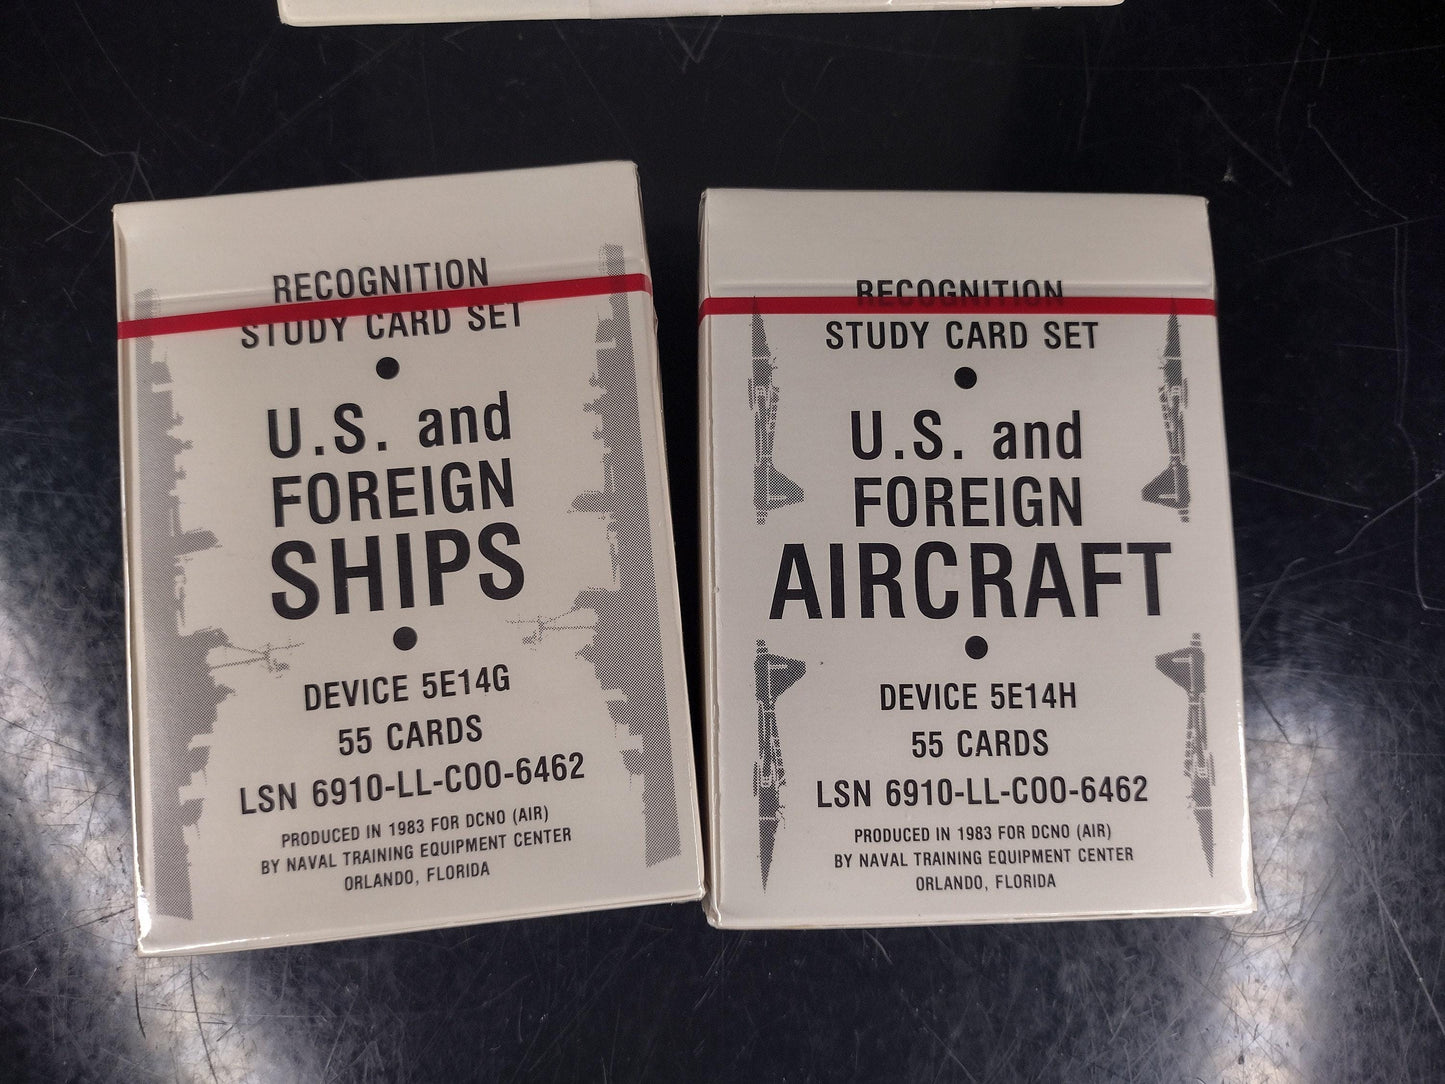 RECOGNITION
STUDY CARD SET
U.S. and
FOREIGN
SHIPS
DEVICE 5E14G
55 CARDS
LSN 6910-LL-C00-6462
PRODUCED IN 1983 FOR DCNO (AIR)
BY NAVAL TRAINING EQUIPMENT CENTER
ORLANDO, FLORIDA
RECOGNITION
STUDY CARD SET
U.S. and
FOREIGN
AIRCRAFT
DEVICE 5E14H
55 CARDS
LSN 6910-LL-C00-6462
PRODUCED IN 1983 FOR DCNO (AIR)
BY NAVAL TRAINING EQUIPMENT CENTER
ORLANDO, FLORIDA